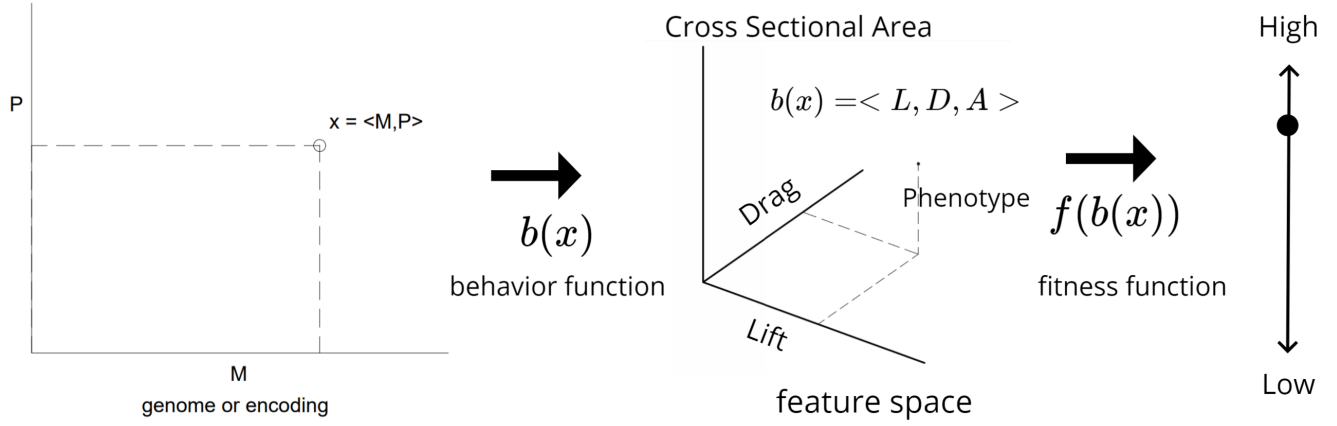 P
x = <M,P>
M
genome or encoding
b(x)
behavior function
Cross Sectional Area
b(x) =< L, D, A >
Drag
Phenotype
Lift
feature space
f(b(x))
fitness function
High
Low